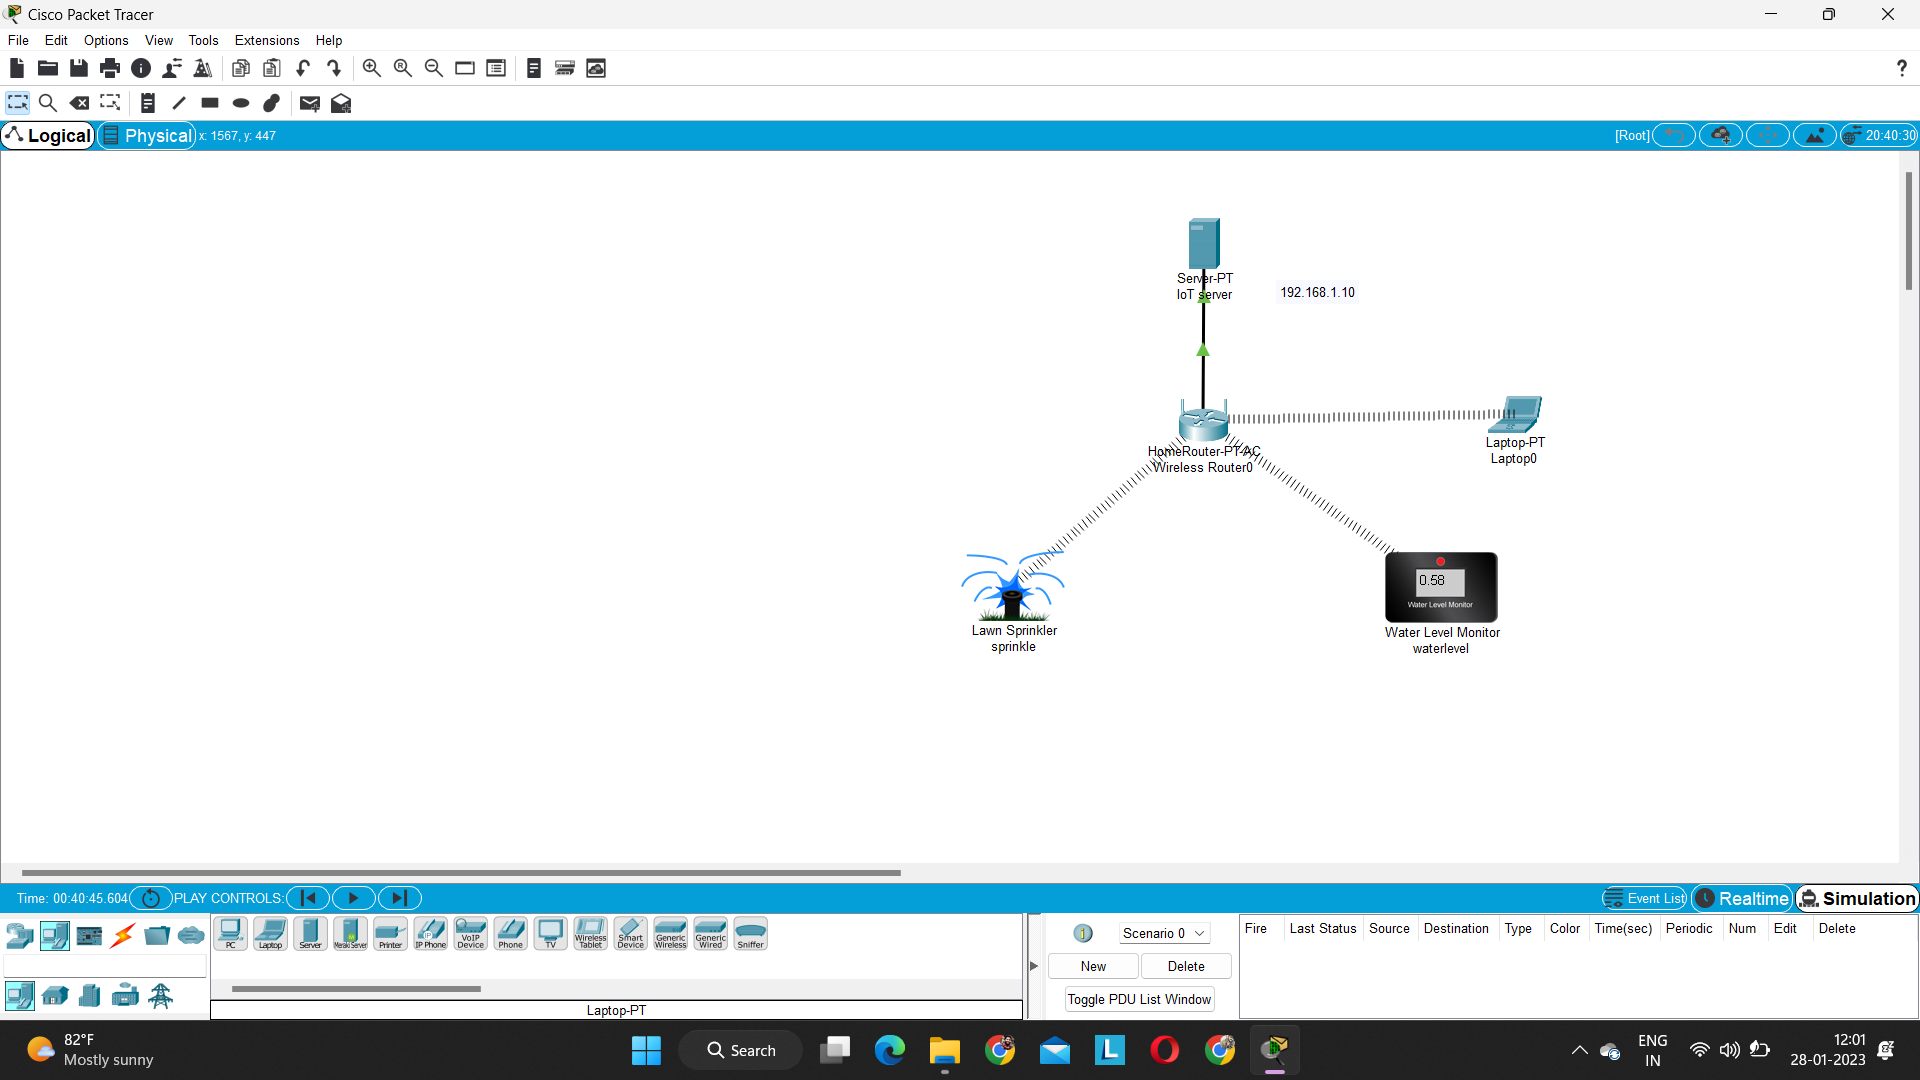 Cisco Packet Tracer
File Edit Options View Tools Extensions Help
?
Logical Physical x: 1567, y: 447 [Root] 20:40:30
Server-PT
IoT server
192.168.1.10
HomeRouter-PT-AC
Wireless Router0
Laptop-PT
Laptop0
0.58
Water Level Monitor
Lawn Sprinkler
sprinkle
Water Level Monitor
waterlevel
Time: 00:40:45.604 PLAY CONTROLS: Event List Realtime Simulation
PC Laptop Server Meraki Server Printer IP Phone VoIP Device Phone TV Wireless Tablet Smart Device Generic Wireless Generic Wired Sniffer
Laptop-PT
Scenario 0
New Delete
Toggle PDU List Window
Fire Last Status Source Destination Type Color Time(sec) Periodic Num Edit Delete
82°F
Mostly sunny
Search
L
ENG
IN
12:01
28-01-2023